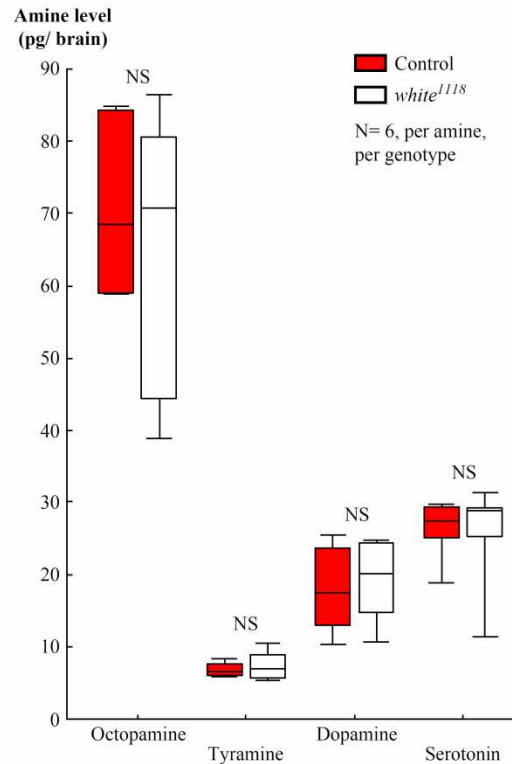 Amine level
(pg/ brain)
90
80
70
60
50
40
30
20
10
0
NS
NS
NS
NS
Control
white1118
N= 6, per amine,
per genotype
Octopamine
Tyramine
Dopamine
Serotonin